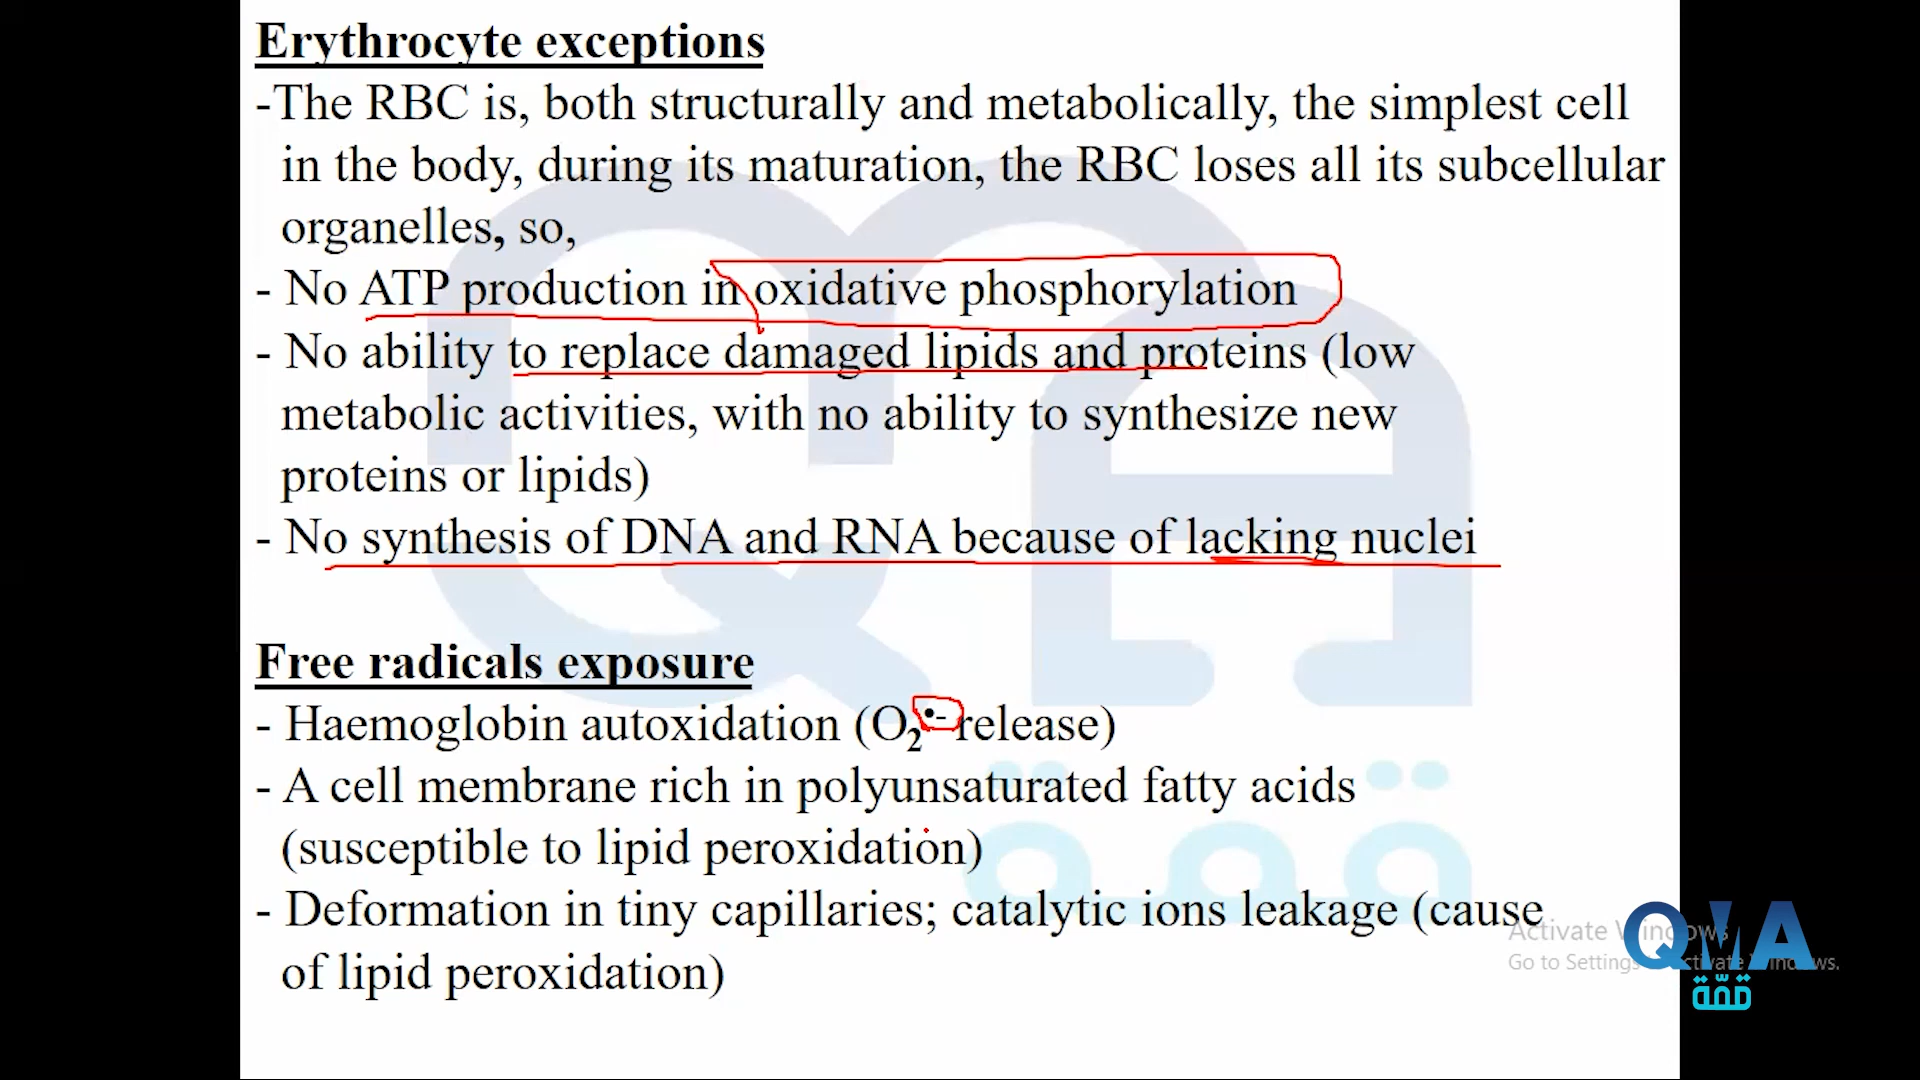 Erythrocyte exceptions
-The RBC is, both structurally and metabolically, the simplest cell
in the body, during its maturation, the RBC loses all its subcellular
organelles, so,
- No ATP production in oxidative phosphorylation
- No ability to replace damaged lipids and proteins (low
metabolic activities, with no ability to synthesize new
proteins or lipids)
- No synthesis of DNA and RNA because of lacking nuclei
Free radicals exposure
- Haemoglobin autoxidation (O₂•- release)
- A cell membrane rich in polyunsaturated fatty acids
(susceptible to lipid peroxidation)
- Deformation in tiny capillaries; catalytic ions leakage (cause
of lipid peroxidation)
Activate Windows
Go to Settings to activate Windows.
QMA
قمّة
قمة